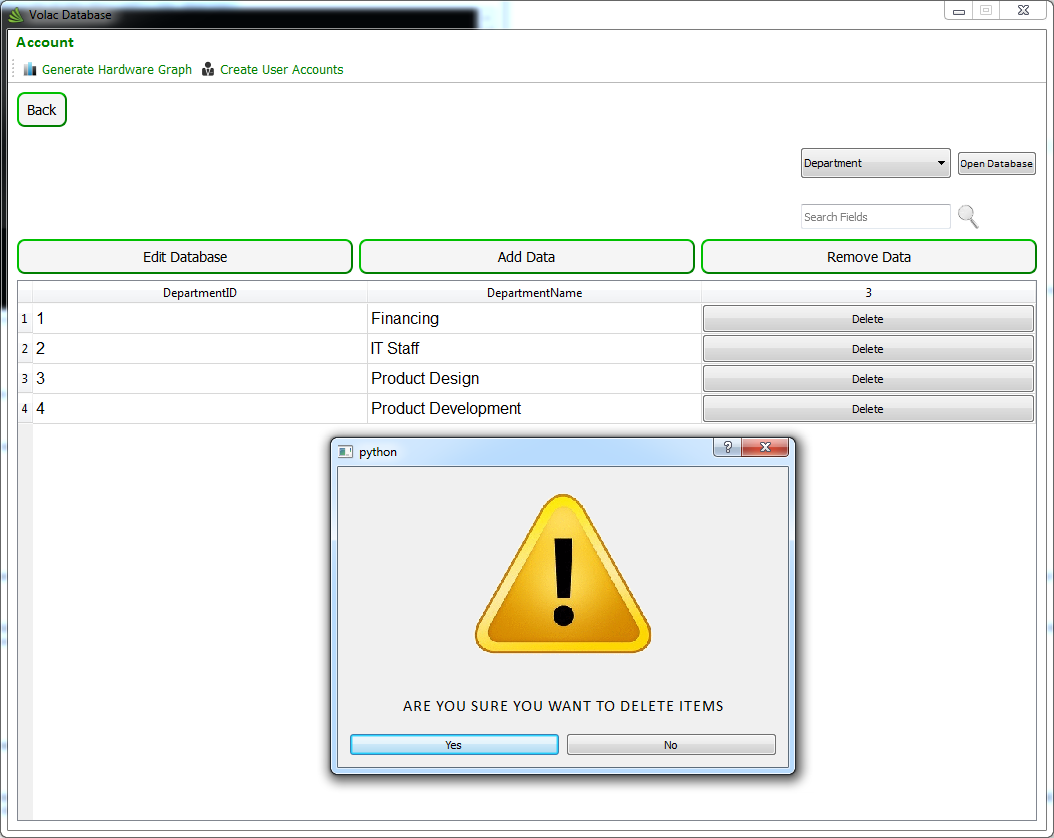 Volac Database
Account
Generate Hardware Graph Create User Accounts
Back
Department Open Database
Search Fields
Edit Database Add Data Remove Data
DepartmentID DepartmentName 3
1 1 Financing Delete
2 2 IT Staff Delete
3 3 Product Design Delete
4 4 Product Development Delete
python ?
!
ARE YOU SURE YOU WANT TO DELETE ITEMS
Yes No